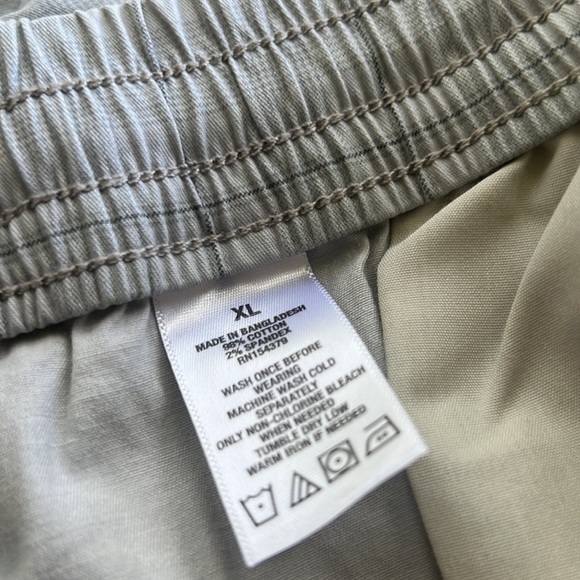 XL
MADE IN BANGLADESH
98% COTTON
2% SPANDEX
RN154379
WASH ONCE BEFORE
WEARING
MACHINE WASH COLD
SEPARATELY
ONLY NON-CHLORINE BLEACH
WHEN NEEDED
TUMBLE DRY LOW
WARM IRON IF NEEDED